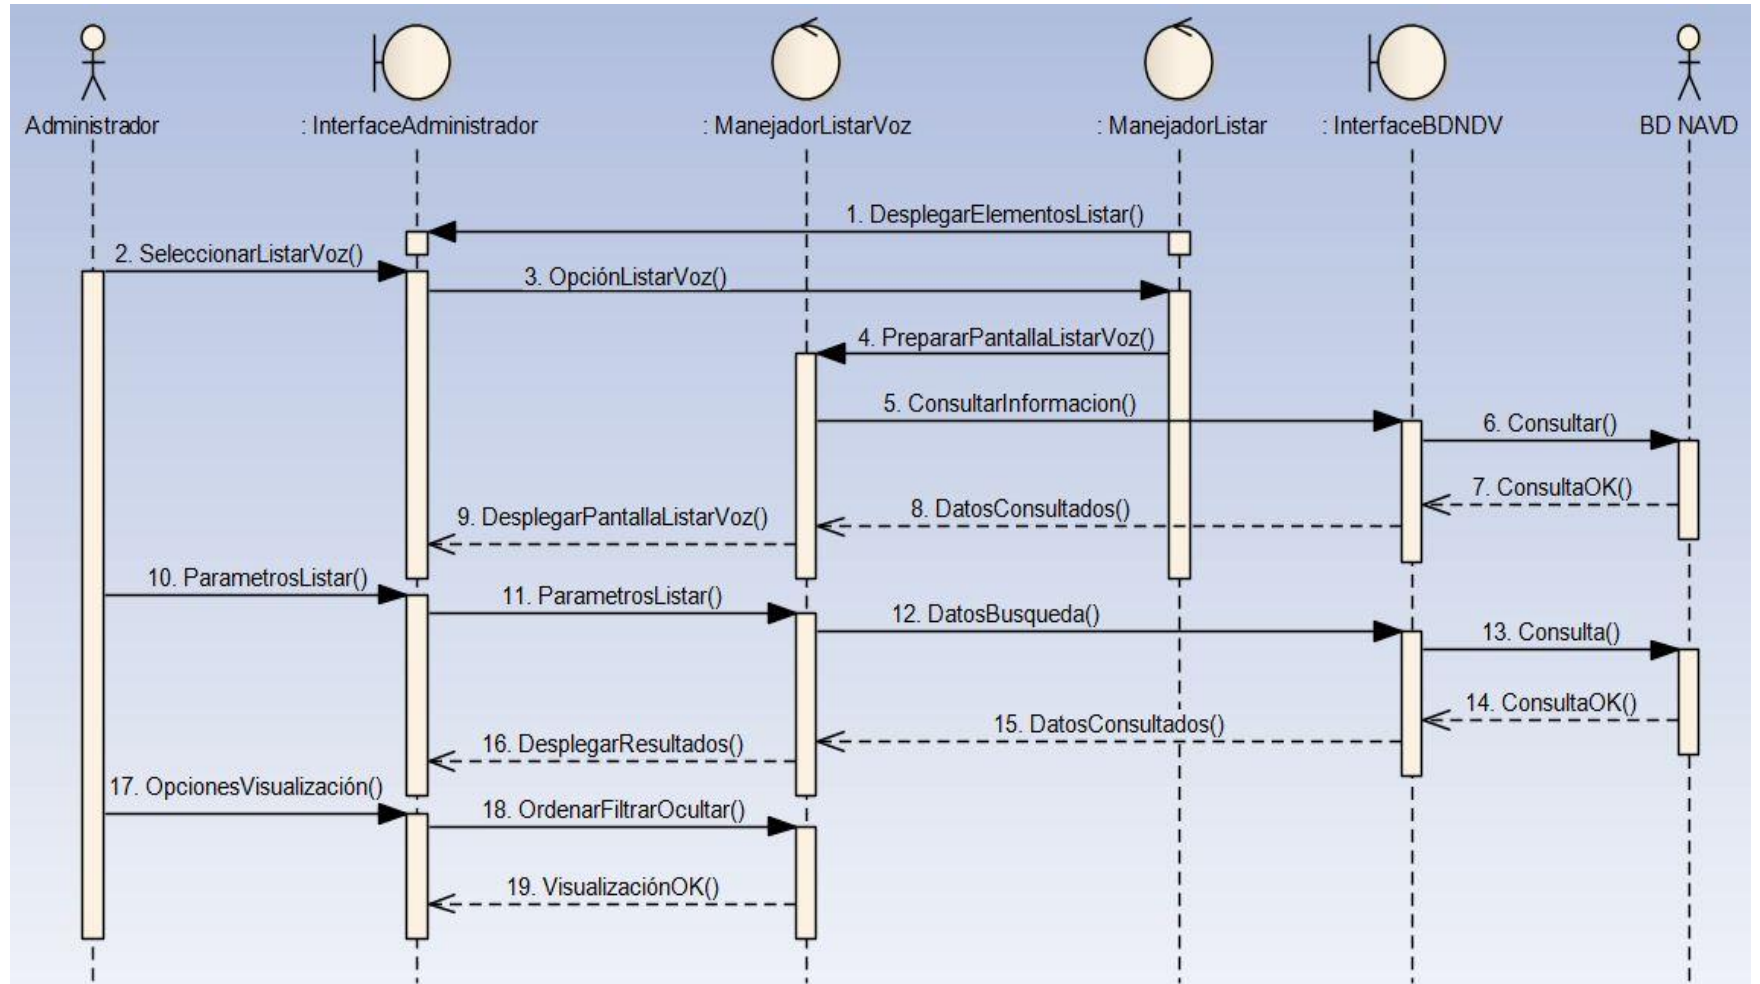 Administrador
: InterfaceAdministrador
: ManejadorListarVoz
: ManejadorListar
: InterfaceBDNDV
BD NAVD
1. DesplegarElementosListar()
2. SeleccionarListarVoz()
3. OpciónListarVoz()
4. PrepararPantallaListarVoz()
5. ConsultarInformacion()
6. Consultar()
7. ConsultaOK()
8. DatosConsultados()
9. DesplegarPantallaListarVoz()
10. ParametrosListar()
11. ParametrosListar()
12. DatosBusqueda()
13. Consulta()
14. ConsultaOK()
15. DatosConsultados()
16. DesplegarResultados()
17. OpcionesVisualización()
18. OrdenarFiltrarOcultar()
19. VisualizaciónOK()